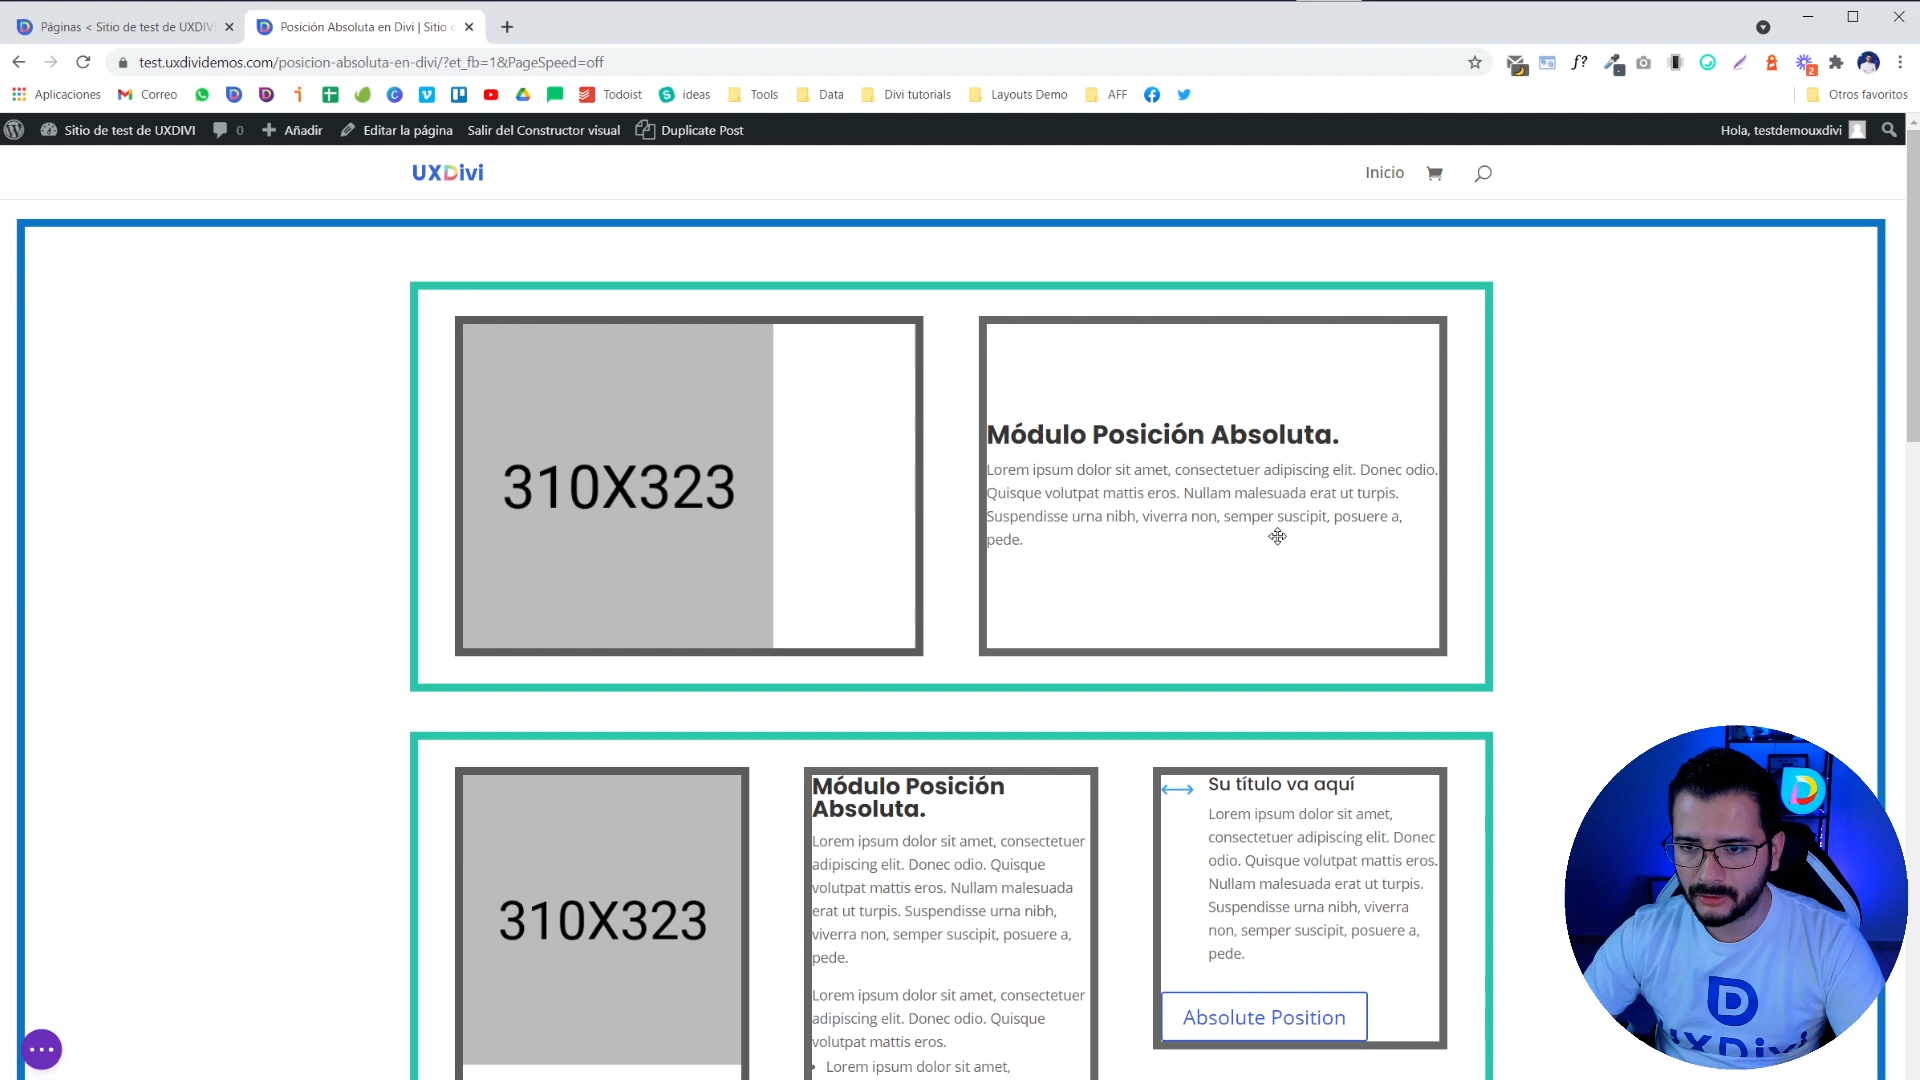 Páginas < Sitio de test de UXDIVI
Posición Absoluta en Divi | Sitio
test.uxdividemos.com/posicion-absoluta-en-divi/?et_fb=1&PageSpeed=off
f?
2
Aplicaciones
Correo
Todoist
ideas
Tools
Data
Divi tutorials
Layouts Demo
AFF
Otros favoritos
Sitio de test de UXDIVI
0
Añadir
Editar la página
Salir del Constructor visual
Duplicate Post
Hola, testdemouxdivi
UXDivi
Inicio
310X323
Módulo Posición Absoluta.
Lorem ipsum dolor sit amet, consectetuer adipiscing elit. Donec odio.
Quisque volutpat mattis eros. Nullam malesuada erat ut turpis.
Suspendisse urna nibh, viverra non, semper suscipit, posuere a,
pede.
310X323
Módulo Posición
Absoluta.
Lorem ipsum dolor sit amet, consectetuer
adipiscing elit. Donec odio. Quisque
volutpat mattis eros. Nullam malesuada
erat ut turpis. Suspendisse urna nibh,
viverra non, semper suscipit, posuere a,
pede.
Lorem ipsum dolor sit amet, consectetuer
adipiscing elit. Donec odio. Quisque
volutpat mattis eros.
Lorem ipsum dolor sit amet,
Su título va aquí
Lorem ipsum dolor sit amet,
consectetuer adipiscing elit. Donec
odio. Quisque volutpat mattis eros.
Nullam malesuada erat ut turpis.
Suspendisse urna nibh, viverra
non, semper suscipit, posuere a,
pede.
Absolute Position
UXDivi